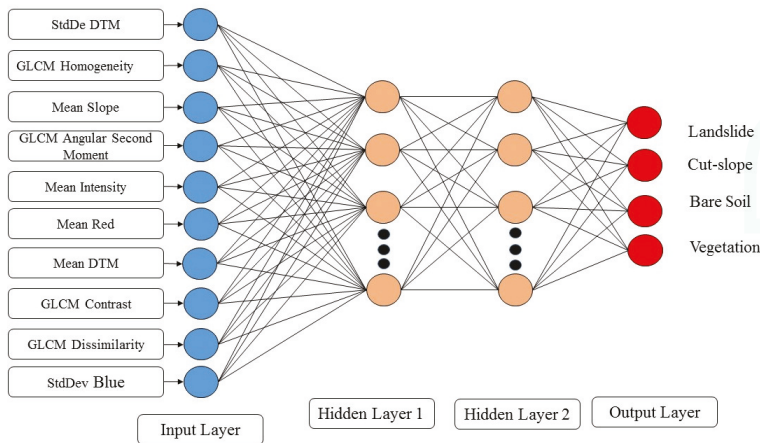 StdDe DTM
GLCM Homogeneity
Mean Slope
GLCM Angular Second
Moment
Mean Intensity
Mean Red
Mean DTM
GLCM Contrast
GLCM Dissimilarity
StdDev Blue
Landslide
Cut-slope
Bare Soil
Vegetation
Input Layer
Hidden Layer 1
Hidden Layer 2
Output Layer